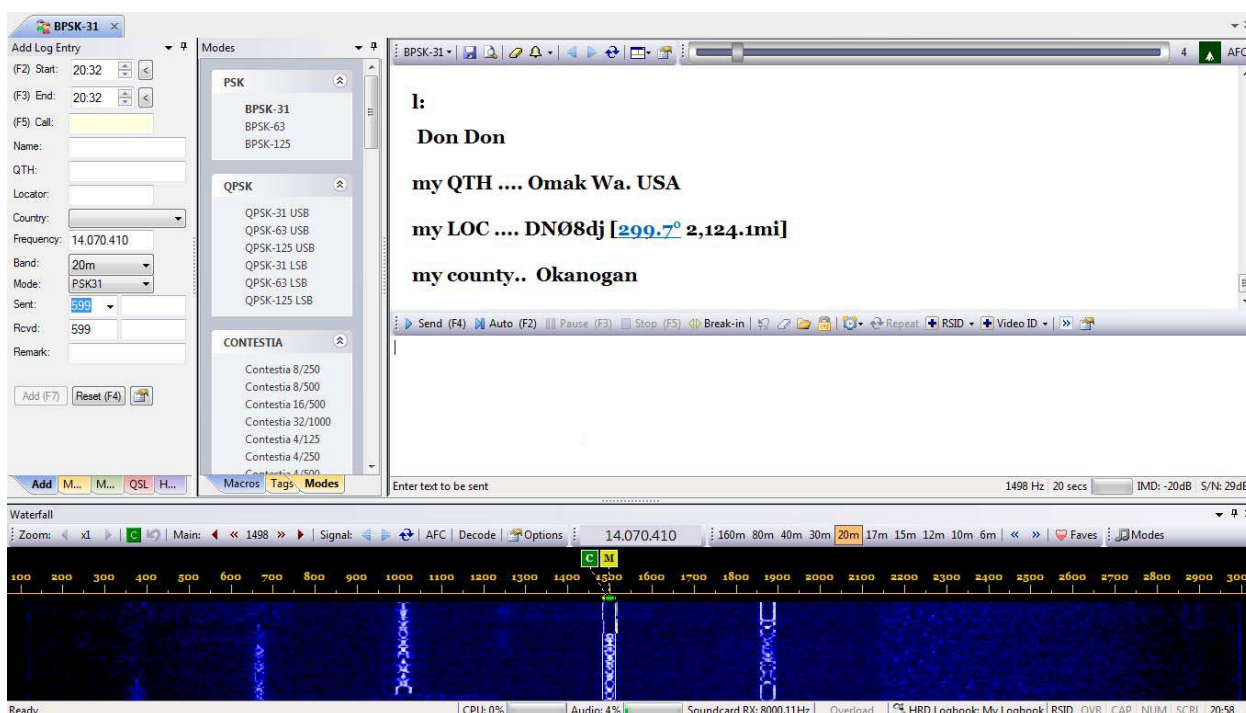 BPSK-31
Add Log Entry
(F2) Start: 20:32 <
(F3) End: 20:32 <
(F5) Call:
Name:
QTH:
Locator:
Country:
Frequency: 14.070.410
Band: 20m
Mode: PSK31
Sent: 599
Rcvd: 599
Remark:
Add (F7) Reset (F4)
Add M... M... QSL H...
Modes
PSK
BPSK-31
BPSK-63
BPSK-125
QPSK
QPSK-31 USB
QPSK-63 USB
QPSK-125 USB
QPSK-31 LSB
QPSK-63 LSB
QPSK-125 LSB
CONTESTIA
Contestia 8/250
Contestia 8/500
Contestia 16/500
Contestia 32/1000
Contestia 4/125
Contestia 4/250
Contestia 4/500
Macros Tags Modes
BPSK-31 4 AFC
l:
Don Don
my QTH .... Omak Wa. USA
my LOC .... DNØ8dj [299.7° 2,124.1mi]
my county.. Okanogan
Send (F4) Auto (F2) Pause (F3) Stop (F5) Break-in Repeat RSID Video ID »
Enter text to be sent 1498 Hz 20 secs IMD: -20dB S/N: 29dB
Waterfall
Zoom: x1 C Main: « 1498 » Signal: AFC Decode Options 14.070.410 160m 80m 40m 30m 20m 17m 15m 12m 10m 6m « » Faves Modes
C M
100 200 300 400 500 600 700 800 900 1000 1100 1200 1300 1400 1500 1600 1700 1800 1900 2000 2100 2200 2300 2400 2500 2600 2700 2800 2900 300
Ready CPU: 0% Audio: 4% Soundcard RX: 8000.11Hz Overload HRD Logbook: My Logbook RSID OVR CAP NUM SCRL 20:58